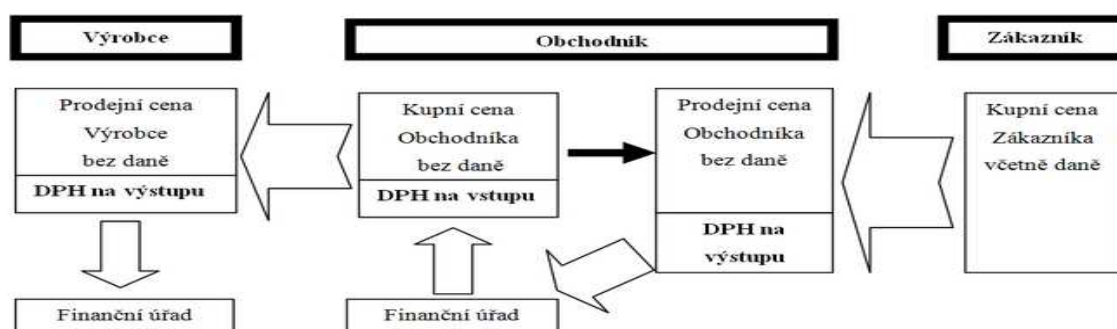 Výrobce
Obchodník
Zákazník
Prodejní cena
Výrobce
bez daně
DPH na výstupu
Kupní cena
Obchodníka
bez daně
DPH na vstupu
Prodejní cena
Obchodníka
bez daně
DPH na
výstupu
Kupní cena
Zákazníka
včetně daně
Finanční úřad
Finanční úřad